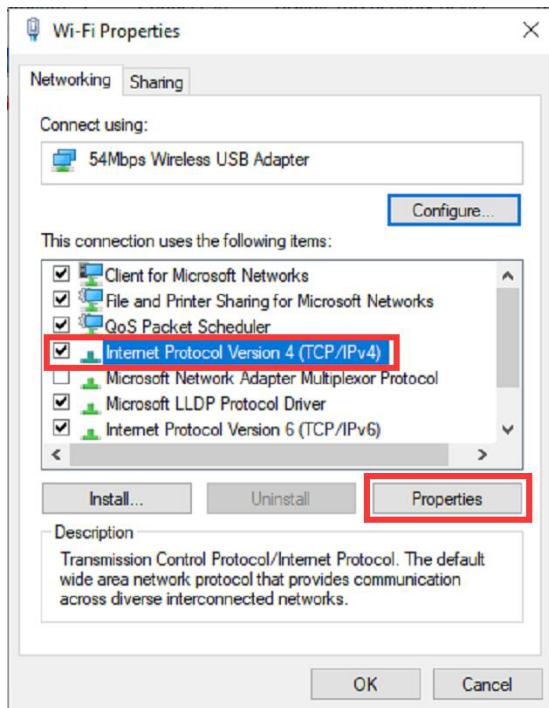 Wi-Fi Properties
Networking
Sharing
Connect using:
54Mbps Wireless USB Adapter
Configure...
This connection uses the following items:
Client for Microsoft Networks
File and Printer Sharing for Microsoft Networks
QoS Packet Scheduler
Internet Protocol Version 4 (TCP/IPv4)
Microsoft Network Adapter Multiplexor Protocol
Microsoft LLDP Protocol Driver
Internet Protocol Version 6 (TCP/IPv6)
Install...
Uninstall
Properties
Description
Transmission Control Protocol/Internet Protocol. The default
wide area network protocol that provides communication
across diverse interconnected networks.
OK
Cancel